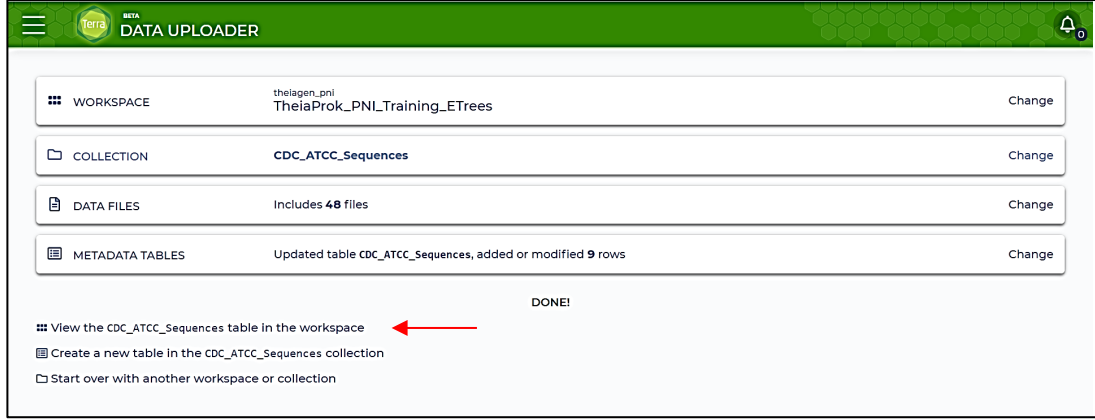 Terra
BETA
DATA UPLOADER
0
WORKSPACE
theiagen_pni
TheiaProk_PNI_Training_ETrees
Change
COLLECTION
CDC_ATCC_Sequences
Change
DATA FILES
Includes 48 files
Change
METADATA TABLES
Updated table CDC_ATCC_Sequences, added or modified 9 rows
Change
DONE!
View the CDC_ATCC_Sequences table in the workspace
Create a new table in the CDC_ATCC_Sequences collection
Start over with another workspace or collection